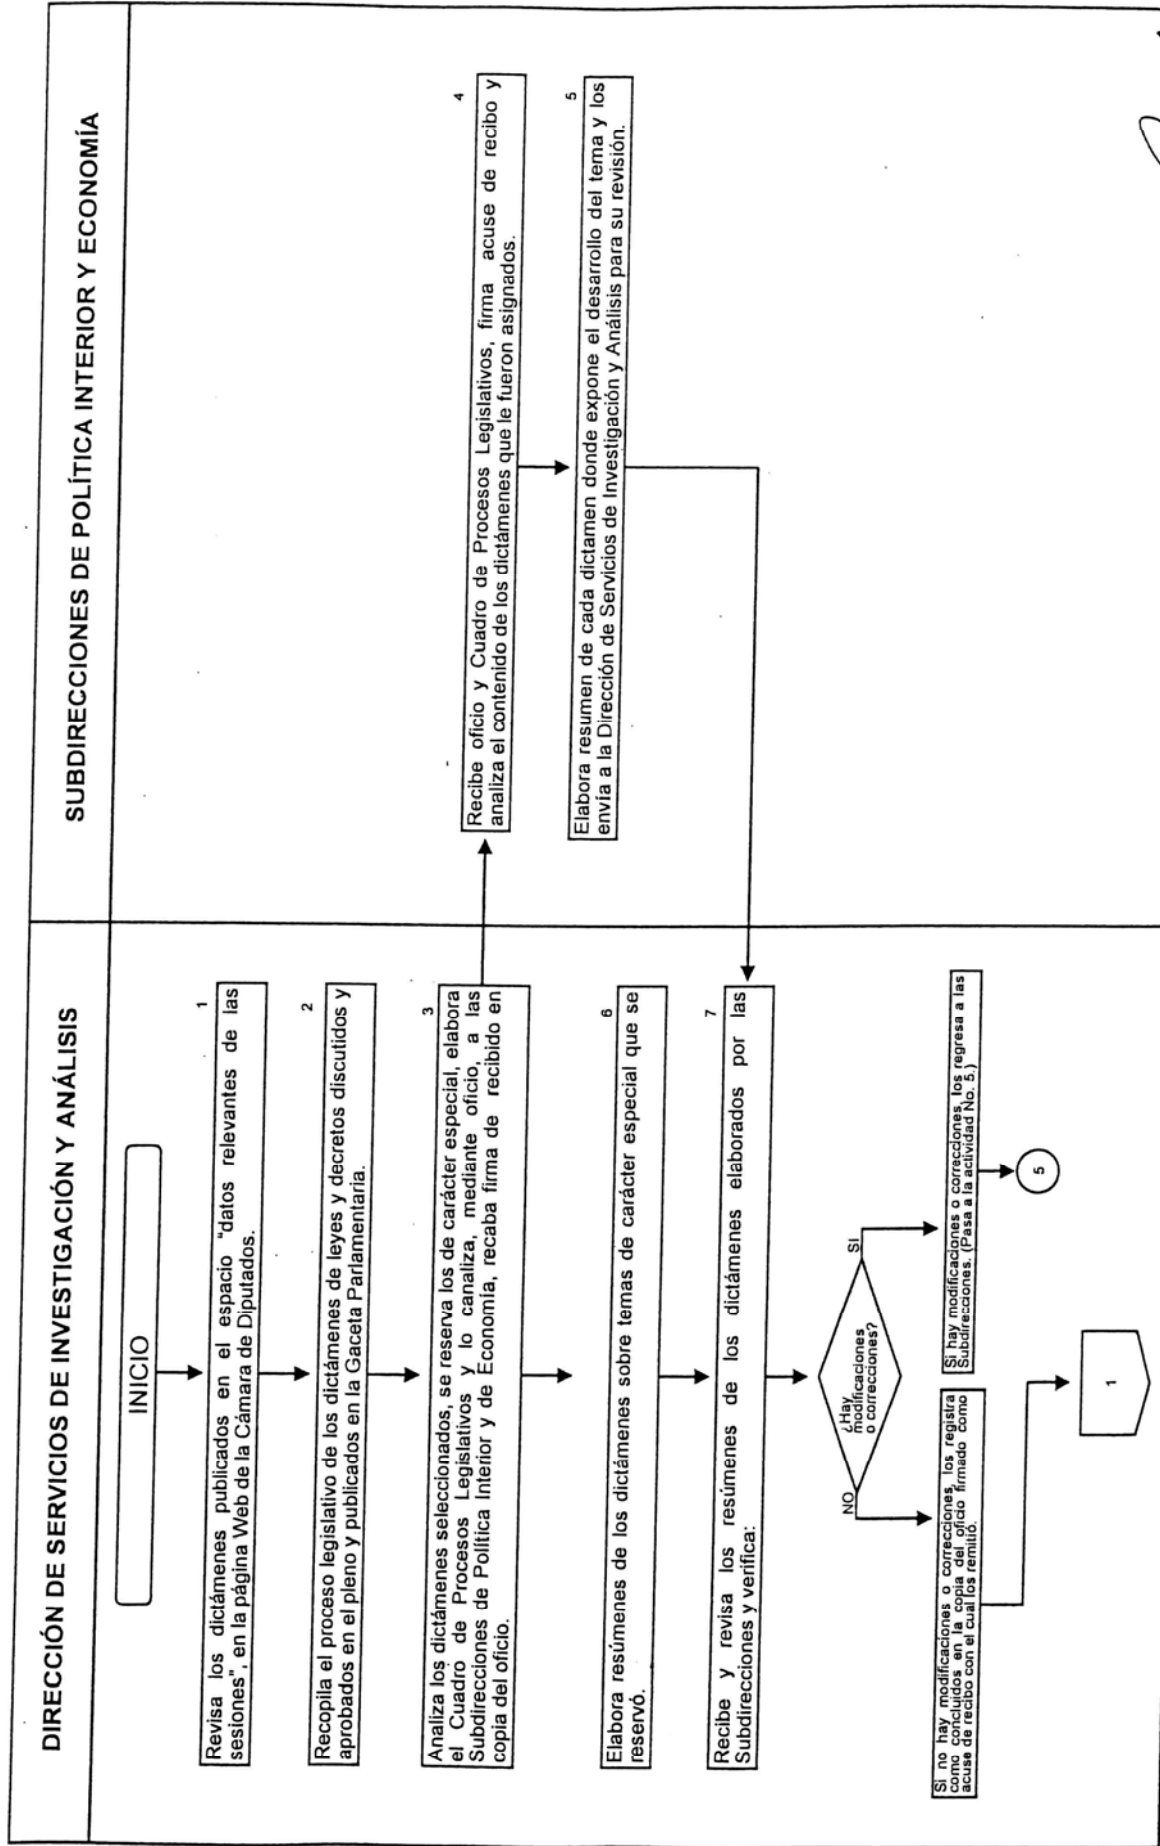 DIRECCIÓN DE SERVICIOS DE INVESTIGACIÓN Y ANÁLISIS
SUBDIRECCIONES DE POLÍTICA INTERIOR Y ECONOMÍA
INICIO
1
Revisa los dictámenes publicados en el espacio "datos relevantes de las
sesiones", en la página Web de la Cámara de Diputados.
2
Recopila el proceso legislativo de los dictámenes de leyes y decretos discutidos y
aprobados en el pleno y publicados en la Gaceta Parlamentaria.
3
Analiza los dictámenes seleccionados, se reserva los de carácter especial, elabora
el Cuadro de Procesos Legislativos y lo canaliza, mediante oficio, a las
Subdirecciones de Política Interior y de Economía, recaba firma de recibido en
copia del oficio.
4
Recibe oficio y Cuadro de Procesos Legislativos, firma acuse de recibo y
analiza el contenido de los dictámenes que le fueron asignados.
5
Elabora resumen de cada dictamen donde expone el desarrollo del tema y los
envía a la Dirección de Servicios de Investigación y Análisis para su revisión.
6
Elabora resúmenes de los dictámenes sobre temas de carácter especial que se
reservó.
7
Recibe y revisa los resúmenes de los dictámenes elaborados por las
Subdirecciones y verifica:
¿Hay
modificaciones
o correcciones?
NO
SI
Si no hay modificaciones o correcciones, los registra
como concluidos en la copia del oficio firmado como
acuse de recibo con el cual los remitió.
Si hay modificaciones o correcciones, los regresa a las
Subdirecciones. (Pasa a la actividad No. 5.)
5
1